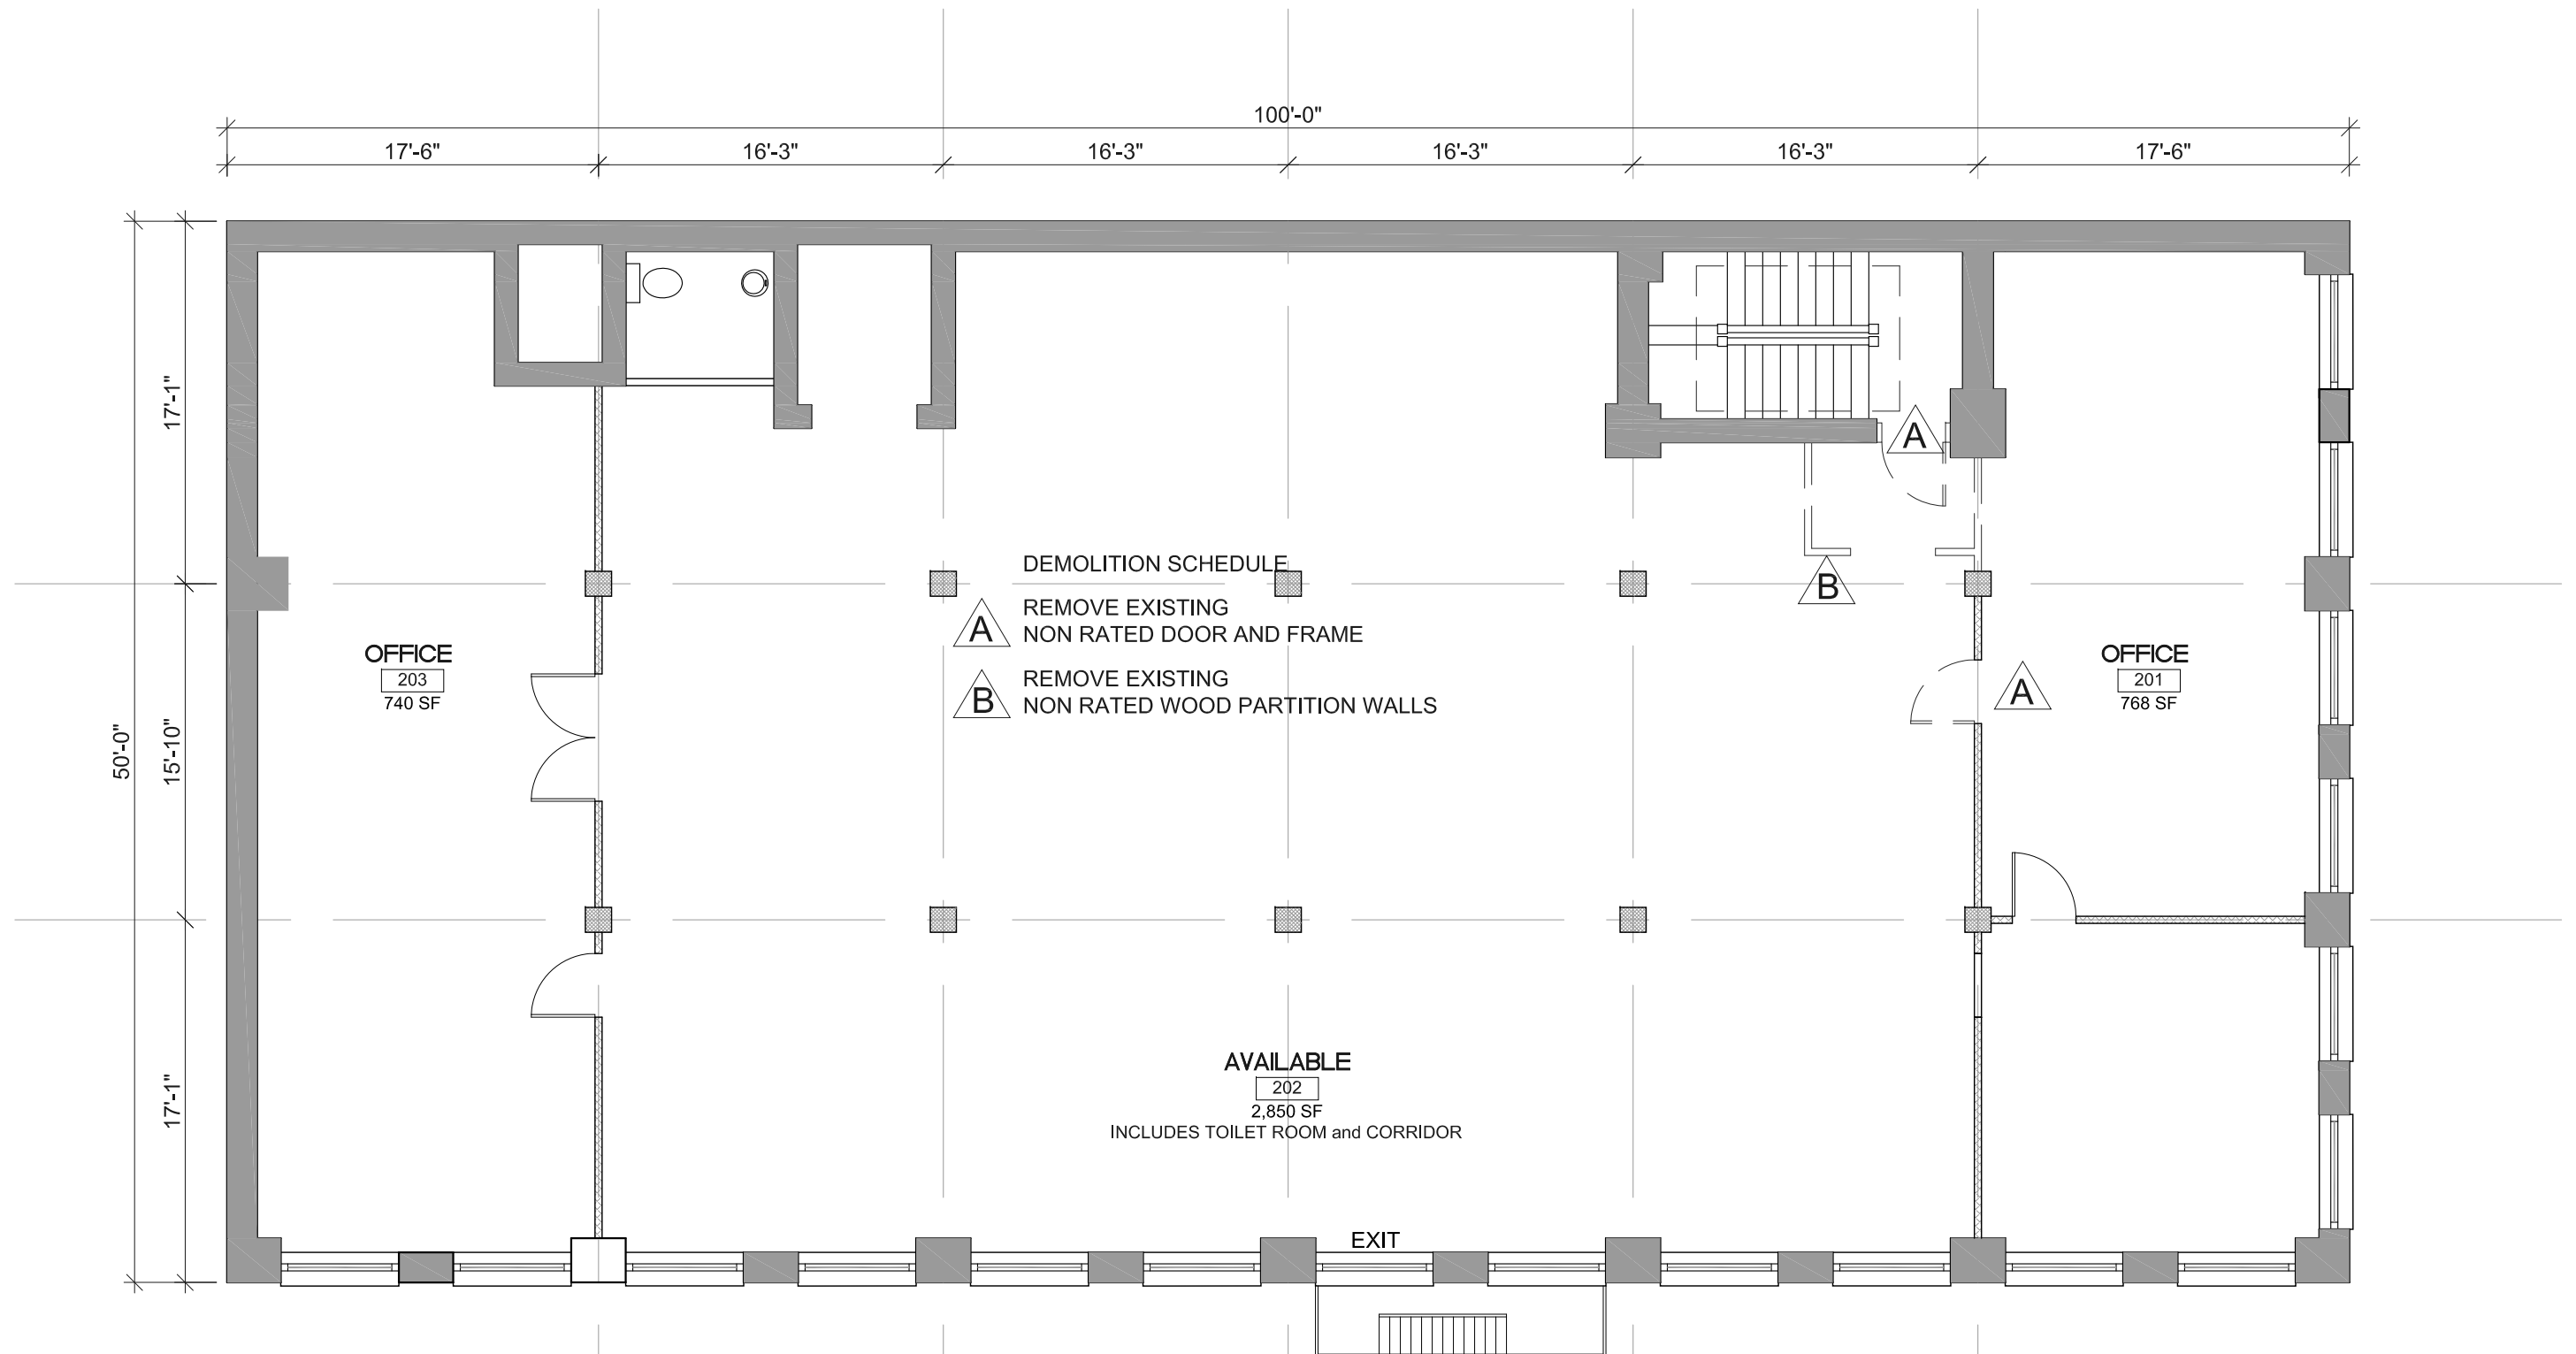 100'-0"
17'-6"
16'-3"
16'-3"
16'-3"
16'-3"
17'-6"
50'-0"
17'-1"
15'-10"
17'-1"
A
DEMOLITION SCHEDULE
A
REMOVE EXISTING
NON RATED DOOR AND FRAME
B
REMOVE EXISTING
NON RATED WOOD PARTITION WALLS
B
A
OFFICE
203
740 SF
OFFICE
201
768 SF
AVAILABLE
202
2,850 SF
INCLUDES TOILET ROOM and CORRIDOR
EXIT